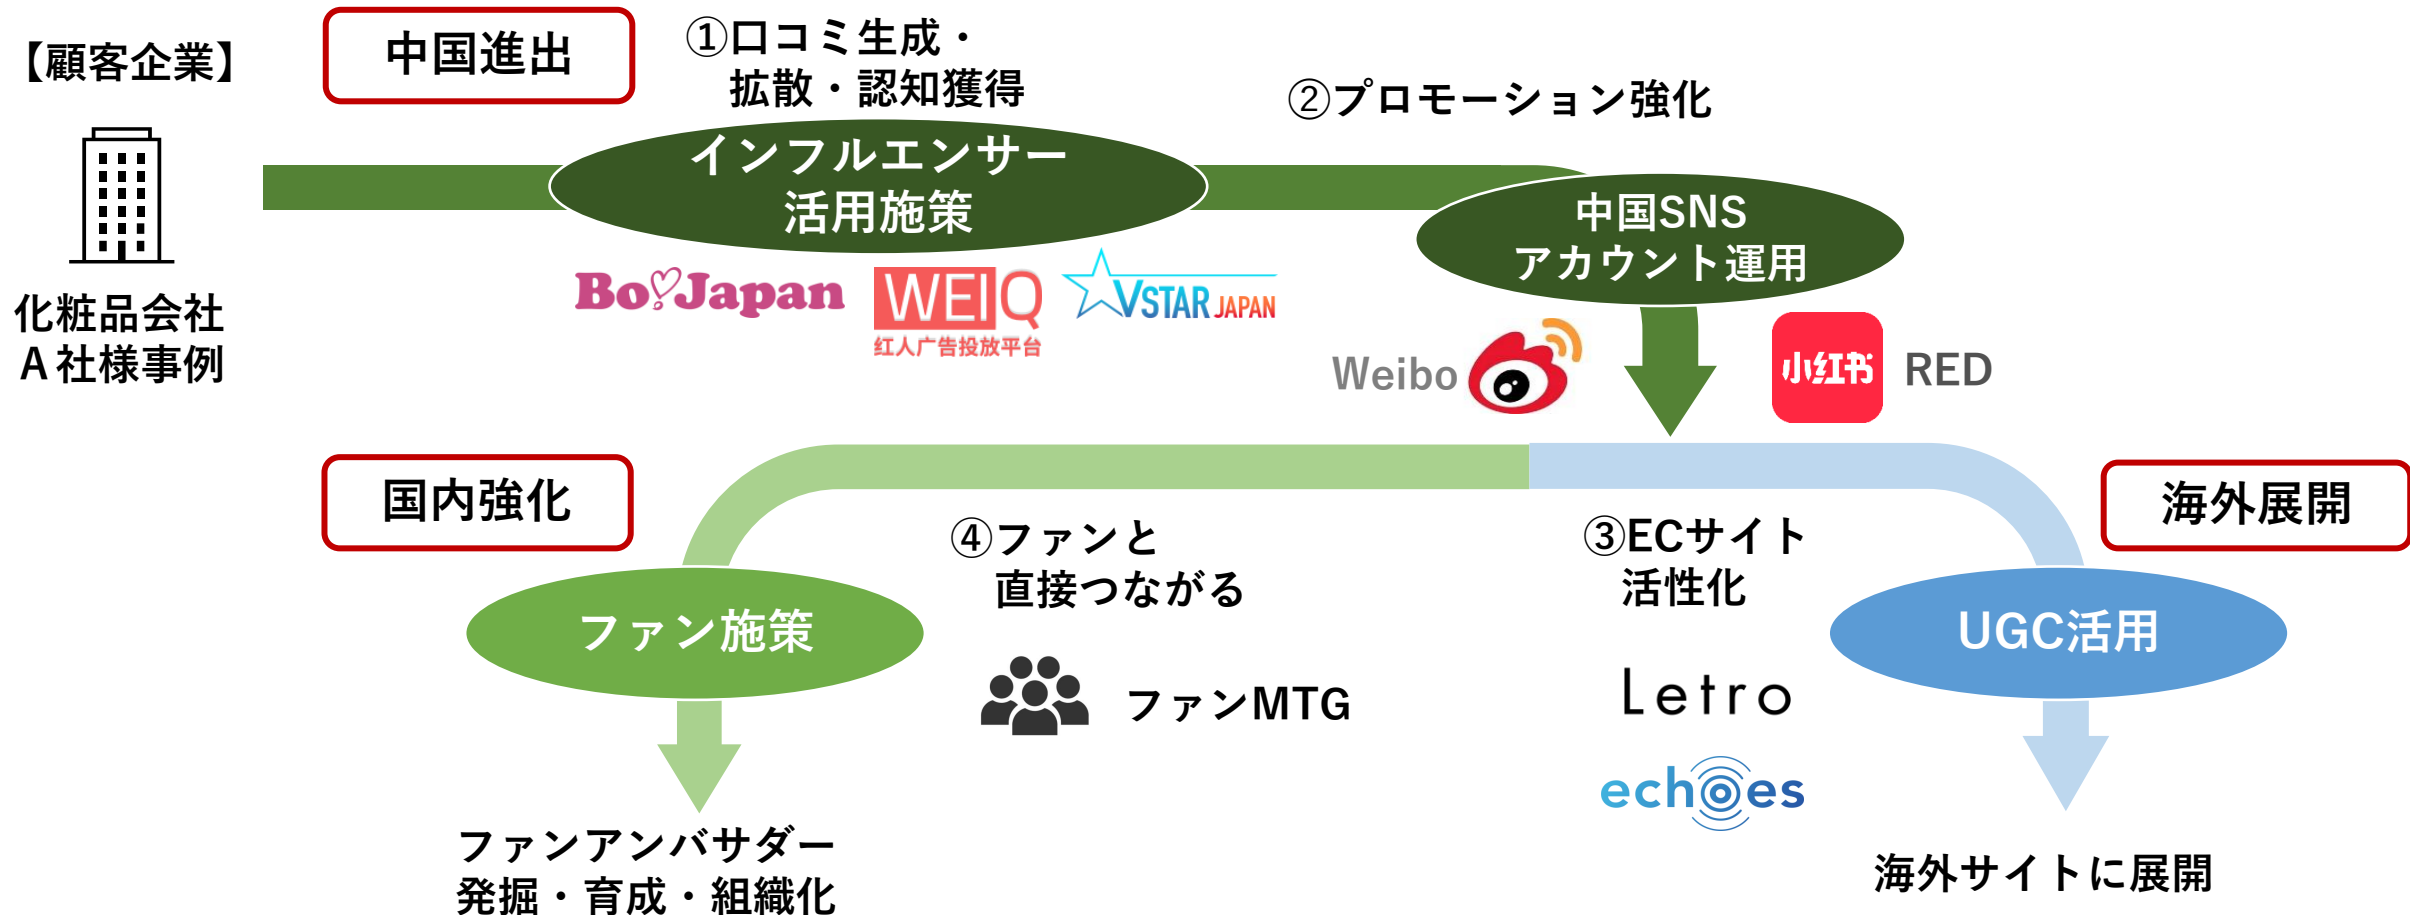 【顧客企業】
中国進出
①口コミ生成・
拡散・認知獲得
②プロモーション強化
インフルエンサー
活用施策
中国SNS
アカウント運用
Bo Japan
WEIQ
红人广告投放平台
VSTAR JAPAN
化粧品会社
A社様事例
Weibo
小红书
RED
国内強化
海外展開
④ファンと
直接つながる
③ECサイト
活性化
ファン施策
UGC活用
ファンMTG
Letro
echoes
ファンアンバサダー
発掘・育成・組織化
海外サイトに展開